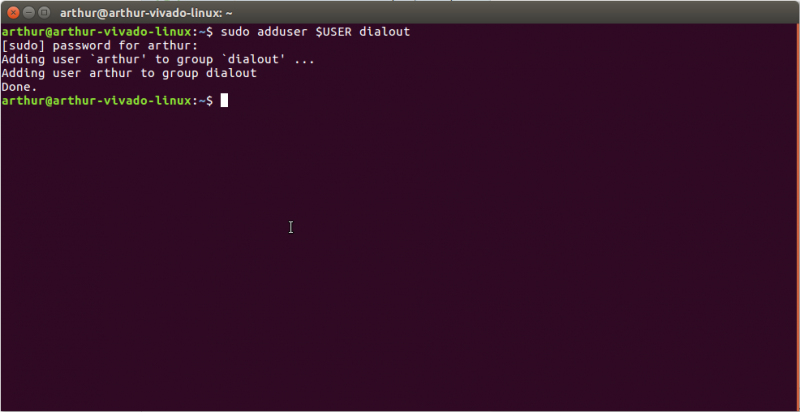 arthur@arthur-vivado-linux: ~
arthur@arthur-vivado-linux:~$ sudo adduser $USER dialout
[sudo] password for arthur:
Adding user `arthur' to group `dialout' ...
Adding user arthur to group dialout
Done.
arthur@arthur-vivado-linux:~$